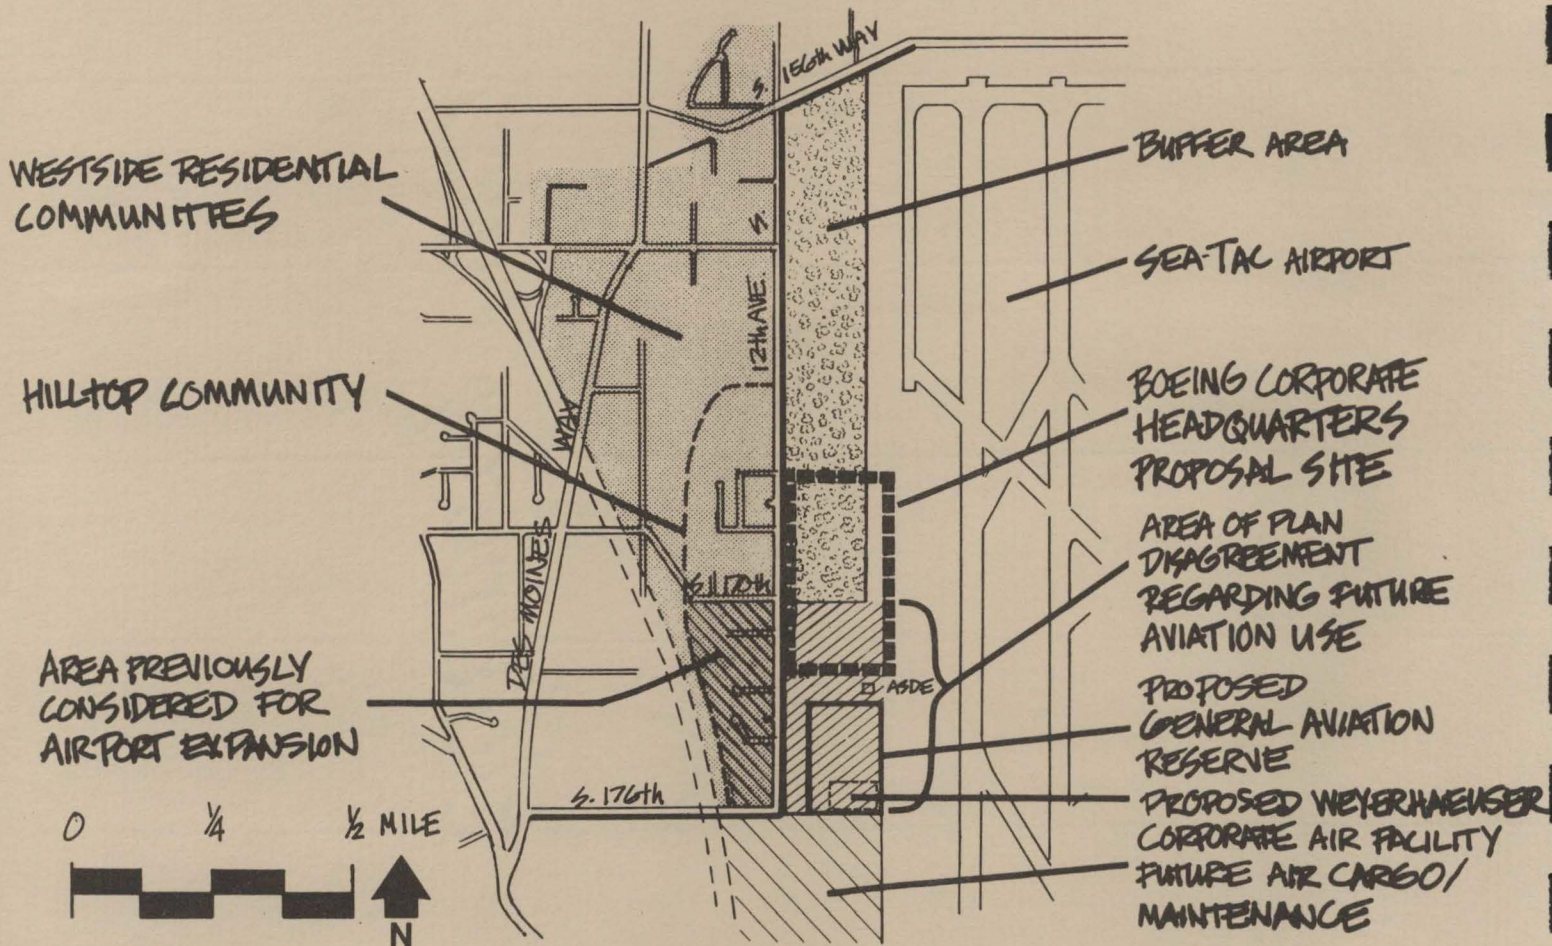 S. 156th WAY
WESTSIDE RESIDENTIAL
COMMUNITIES
HILLTOP COMMUNITY
AREA PREVIOUSLY
CONSIDERED FOR
AIRPORT EXPANSION
0 ¼ ½ MILE
N
12th AVE. S.
DES MOINES WAY
S. 170th
S. 176th
ASDE
BUFFER AREA
SEA-TAC AIRPORT
BOEING CORPORATE
HEADQUARTERS
PROPOSAL SITE
AREA OF PLAN
DISAGREEMENT
REGARDING FUTURE
AVIATION USE
PROPOSED
GENERAL AVIATION
RESERVE
PROPOSED WEYERHAEUSER
CORPORATE AIR FACILITY
FUTURE AIR CARGO/
MAINTENANCE